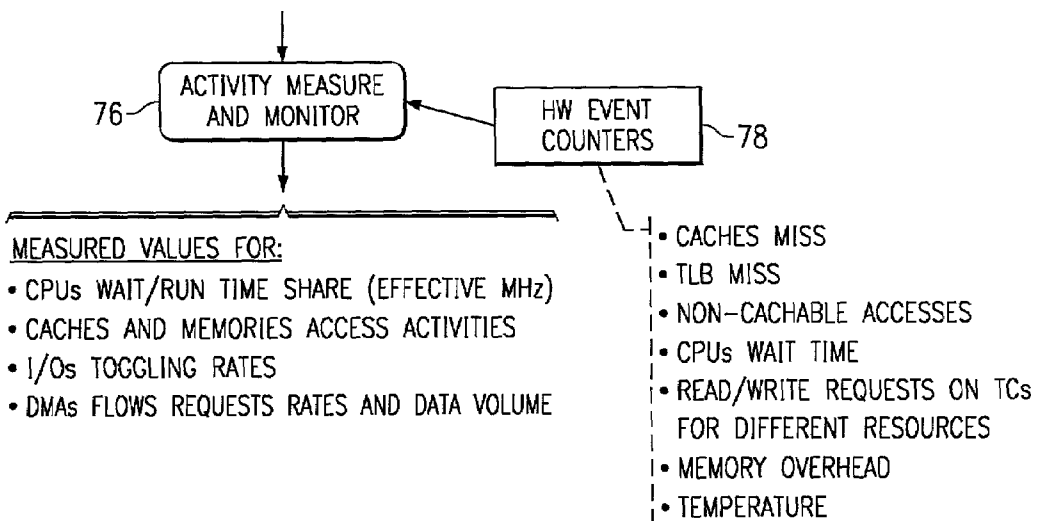 ACTIVITY MEASURE
AND MONITOR
76
HW EVENT
COUNTERS
78
MEASURED VALUES FOR:
• CPUs WAIT/RUN TIME SHARE (EFFECTIVE MHz)
• CACHES AND MEMORIES ACCESS ACTIVITIES
• I/Os TOGGLING RATES
• DMAs FLOWS REQUESTS RATES AND DATA VOLUME
• CACHES MISS
• TLB MISS
• NON-CACHABLE ACCESSES
• CPUs WAIT TIME
• READ/WRITE REQUESTS ON TCs
FOR DIFFERENT RESOURCES
• MEMORY OVERHEAD
• TEMPERATURE